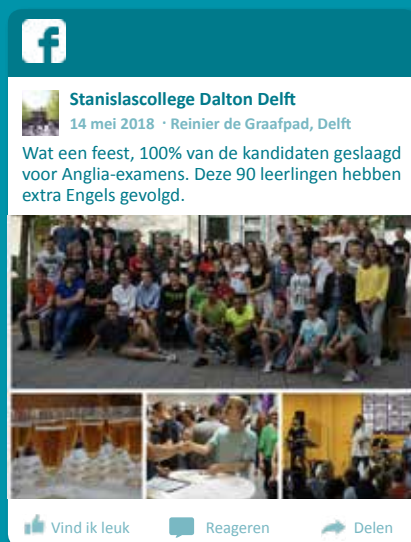 f
Stanislascollege Dalton Delft
14 mei 2018 · Reinier de Graafpad, Delft
Wat een feest, 100% van de kandidaten geslaagd
voor Anglia-examens. Deze 90 leerlingen hebben
extra Engels gevolgd.
Vind ik leuk Reageren Delen